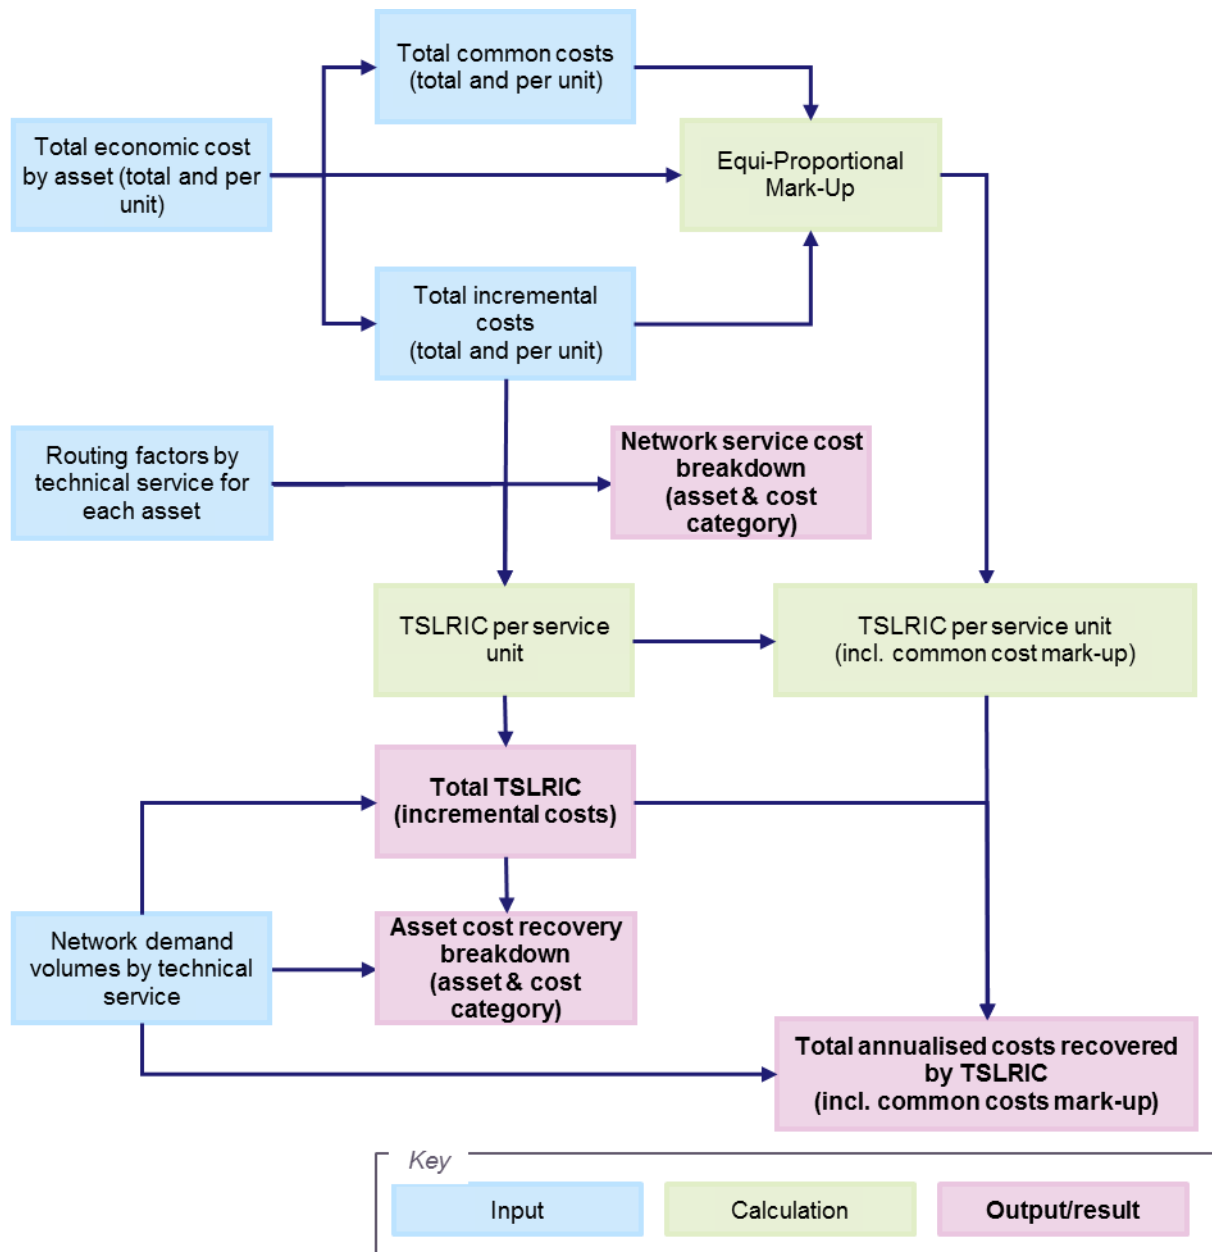 Total common costs
(total and per unit)
Total economic cost
by asset (total and per
unit)
Equi-Proportional
Mark-Up
Total incremental
costs
(total and per unit)
Routing factors by
technical service for
each asset
Network service cost
breakdown
(asset & cost
category)
TSLRIC per service
unit
TSLRIC per service unit
(incl. common cost mark-up)
Total TSLRIC
(incremental costs)
Network demand
volumes by technical
service
Asset cost recovery
breakdown
(asset & cost
category)
Total annualised costs recovered
by TSLRIC
(incl. common costs mark-up)
Key
Input
Calculation
Output/result